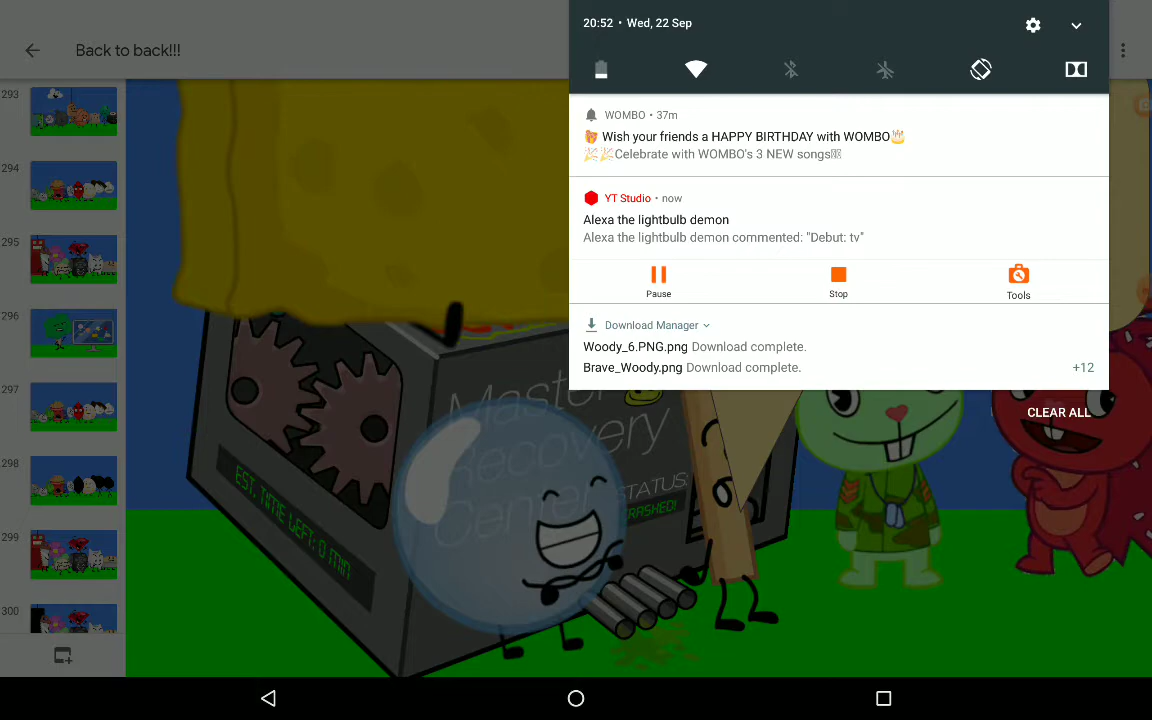 Back to back!!!
20:52 • Wed, 22 Sep
WOMBO • 37m
Wish your friends a HAPPY BIRTHDAY with WOMBO
Celebrate with WOMBO's 3 NEW songs
YT Studio • now
Alexa the lightbulb demon
Alexa the lightbulb demon commented: "Debut: tv"
Pause
Stop
Tools
Download Manager
Woody_6.PNG.png Download complete.
Brave_Woody.png Download complete.
+12
CLEAR ALL
293
294
295
296
297
298
299
300
Master
Recovery
Center
STATUS:
EST, TIME LEFT: 0 MIN